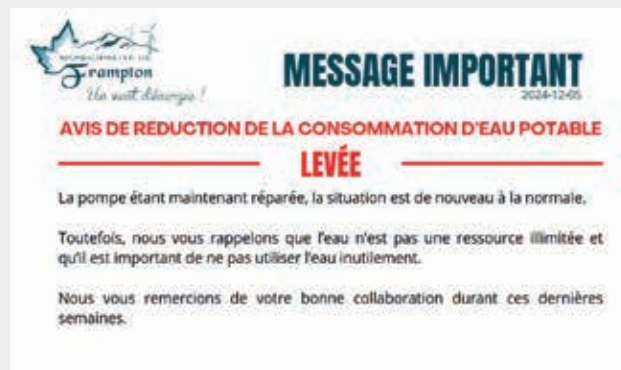 MUNICIPALITÉ DE
Frampton
Un vent d'énergie !
MESSAGE IMPORTANT
2024-12-05
AVIS DE RÉDUCTION DE LA CONSOMMATION D'EAU POTABLE
LEVÉE
La pompe étant maintenant réparée, la situation est de nouveau à la normale.
Toutefois, nous vous rappelons que l'eau n'est pas une ressource illimitée et
qu'il est important de ne pas utiliser l'eau inutilement.
Nous vous remercions de votre bonne collaboration durant ces dernières
semaines.